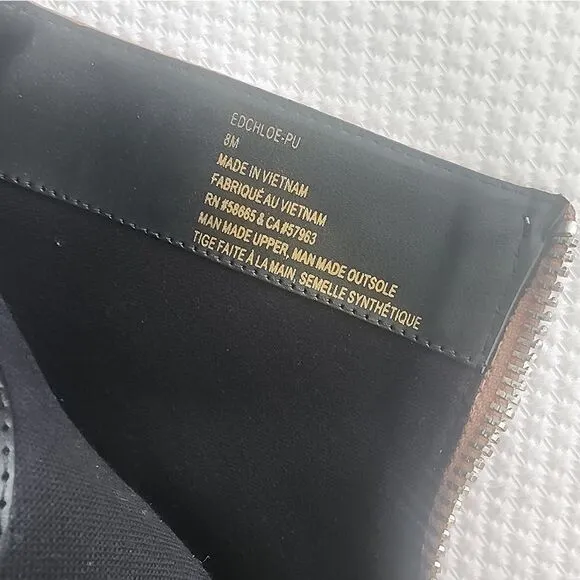 EDCHLOE-PU
8M
MADE IN VIETNAM
FABRIQUÉ AU VIETNAM
RN #58665 & CA #57963
MAN MADE UPPER, MAN MADE OUTSOLE
TIGE FAITE À LA MAIN, SEMELLE SYNTHÉTIQUE